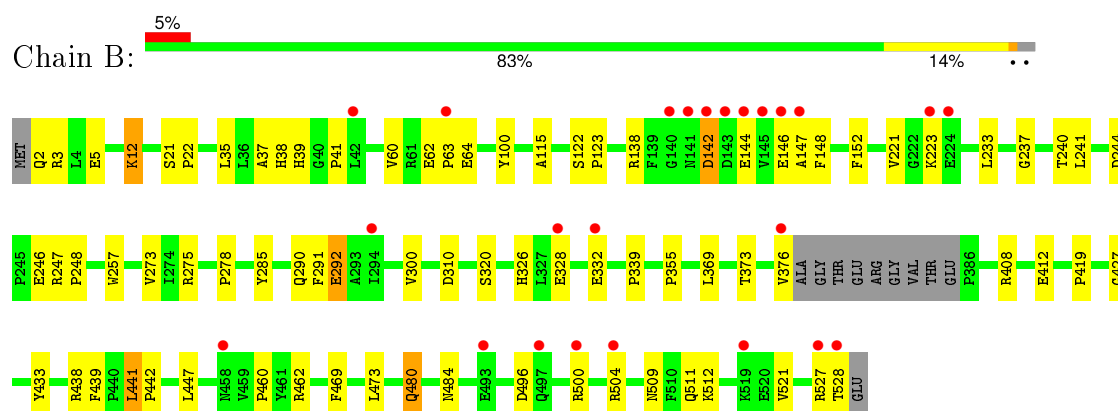 5%
Chain B:
83%
14%
MET Q2 R3 L4 E5 K12 S21 P22 L35 L36 A37 H38 H39 G40 P41 L42 V60 R61 E62 P63 E64 Y100 A115 S122 P123 R138 F139 G140 N141 D142 D143 E144 V145 E146 A147 F148 F152 V221 G222 K223 E224 L233 G237 T240 L241 D244
P245 E246 R247 P248 W257 V273 I274 R275 P278 Y285 Q290 F291 E292 A293 I294 V300 D310 S320 H326 L327 E328 E332 P339 P355 L369 T373 V376 ALA GLY THR GLU ARG GLY VAL THR GLU P386 R408 E412 P419
Y433 R438 F439 P440 L441 P442 L447 N458 V459 P460 Y461 R462 F469 L473 Q480 N484 E493 D496 Q497 R500 R504 N509 F510 Q511 K512 K519 E520 V521 R527 T528 GLU